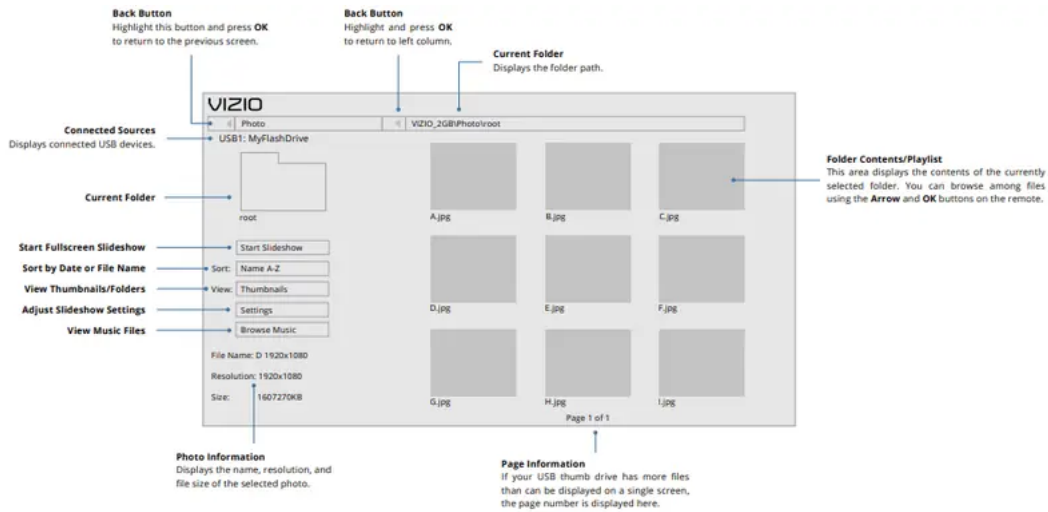 Back Button
Highlight this button and press OK
to return to the previous screen.
Back Button
Highlight and press OK
to return to left column.
Current Folder
Displays the folder path.
VIZIO
Photo
VIZIO_2GB\Photo\root
Connected Sources
Displays connected USB devices.
USB1: MyFlashDrive
Current Folder
root
A.jpg
B.jpg
C.jpg
Folder Contents/Playlist
This area displays the contents of the currently
selected folder. You can browse among files
using the Arrow and OK buttons on the remote.
Start Fullscreen Slideshow
Start Slideshow
Sort by Date or File Name
Sort: Name A-Z
View Thumbnails/Folders
View: Thumbnails
Adjust Slideshow Settings
Settings
View Music Files
Browse Music
D.jpg
E.jpg
F.jpg
File Name: D 1920x1080
Resolution: 1920x1080
Size: 1607270KB
G.jpg
H.jpg
I.jpg
Page 1 of 1
Photo Information
Displays the name, resolution, and
file size of the selected photo.
Page Information
If your USB thumb drive has more files
than can be displayed on a single screen,
the page number is displayed here.